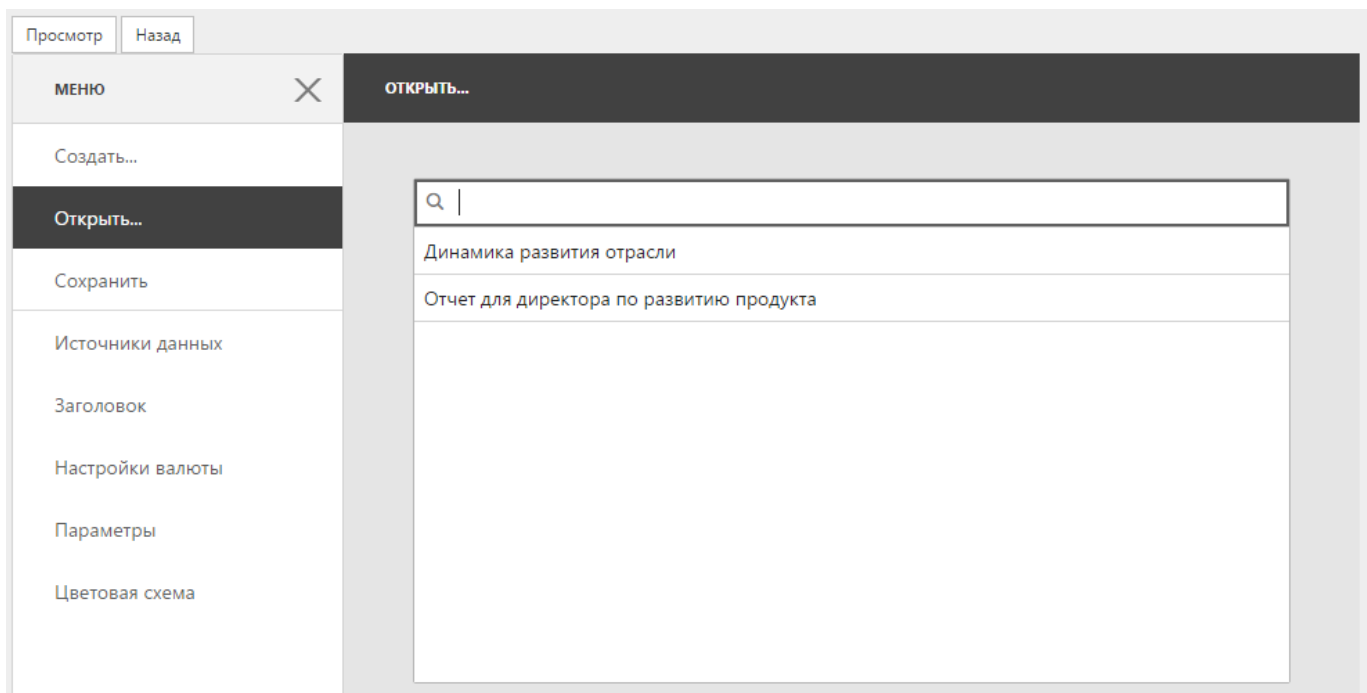 Просмотр Назад
МЕНЮ
ОТКРЫТЬ...
Создать...
Открыть...
Сохранить
Источники данных
Заголовок
Настройки валюты
Параметры
Цветовая схема
Динамика развития отрасли
Отчет для директора по развитию продукта